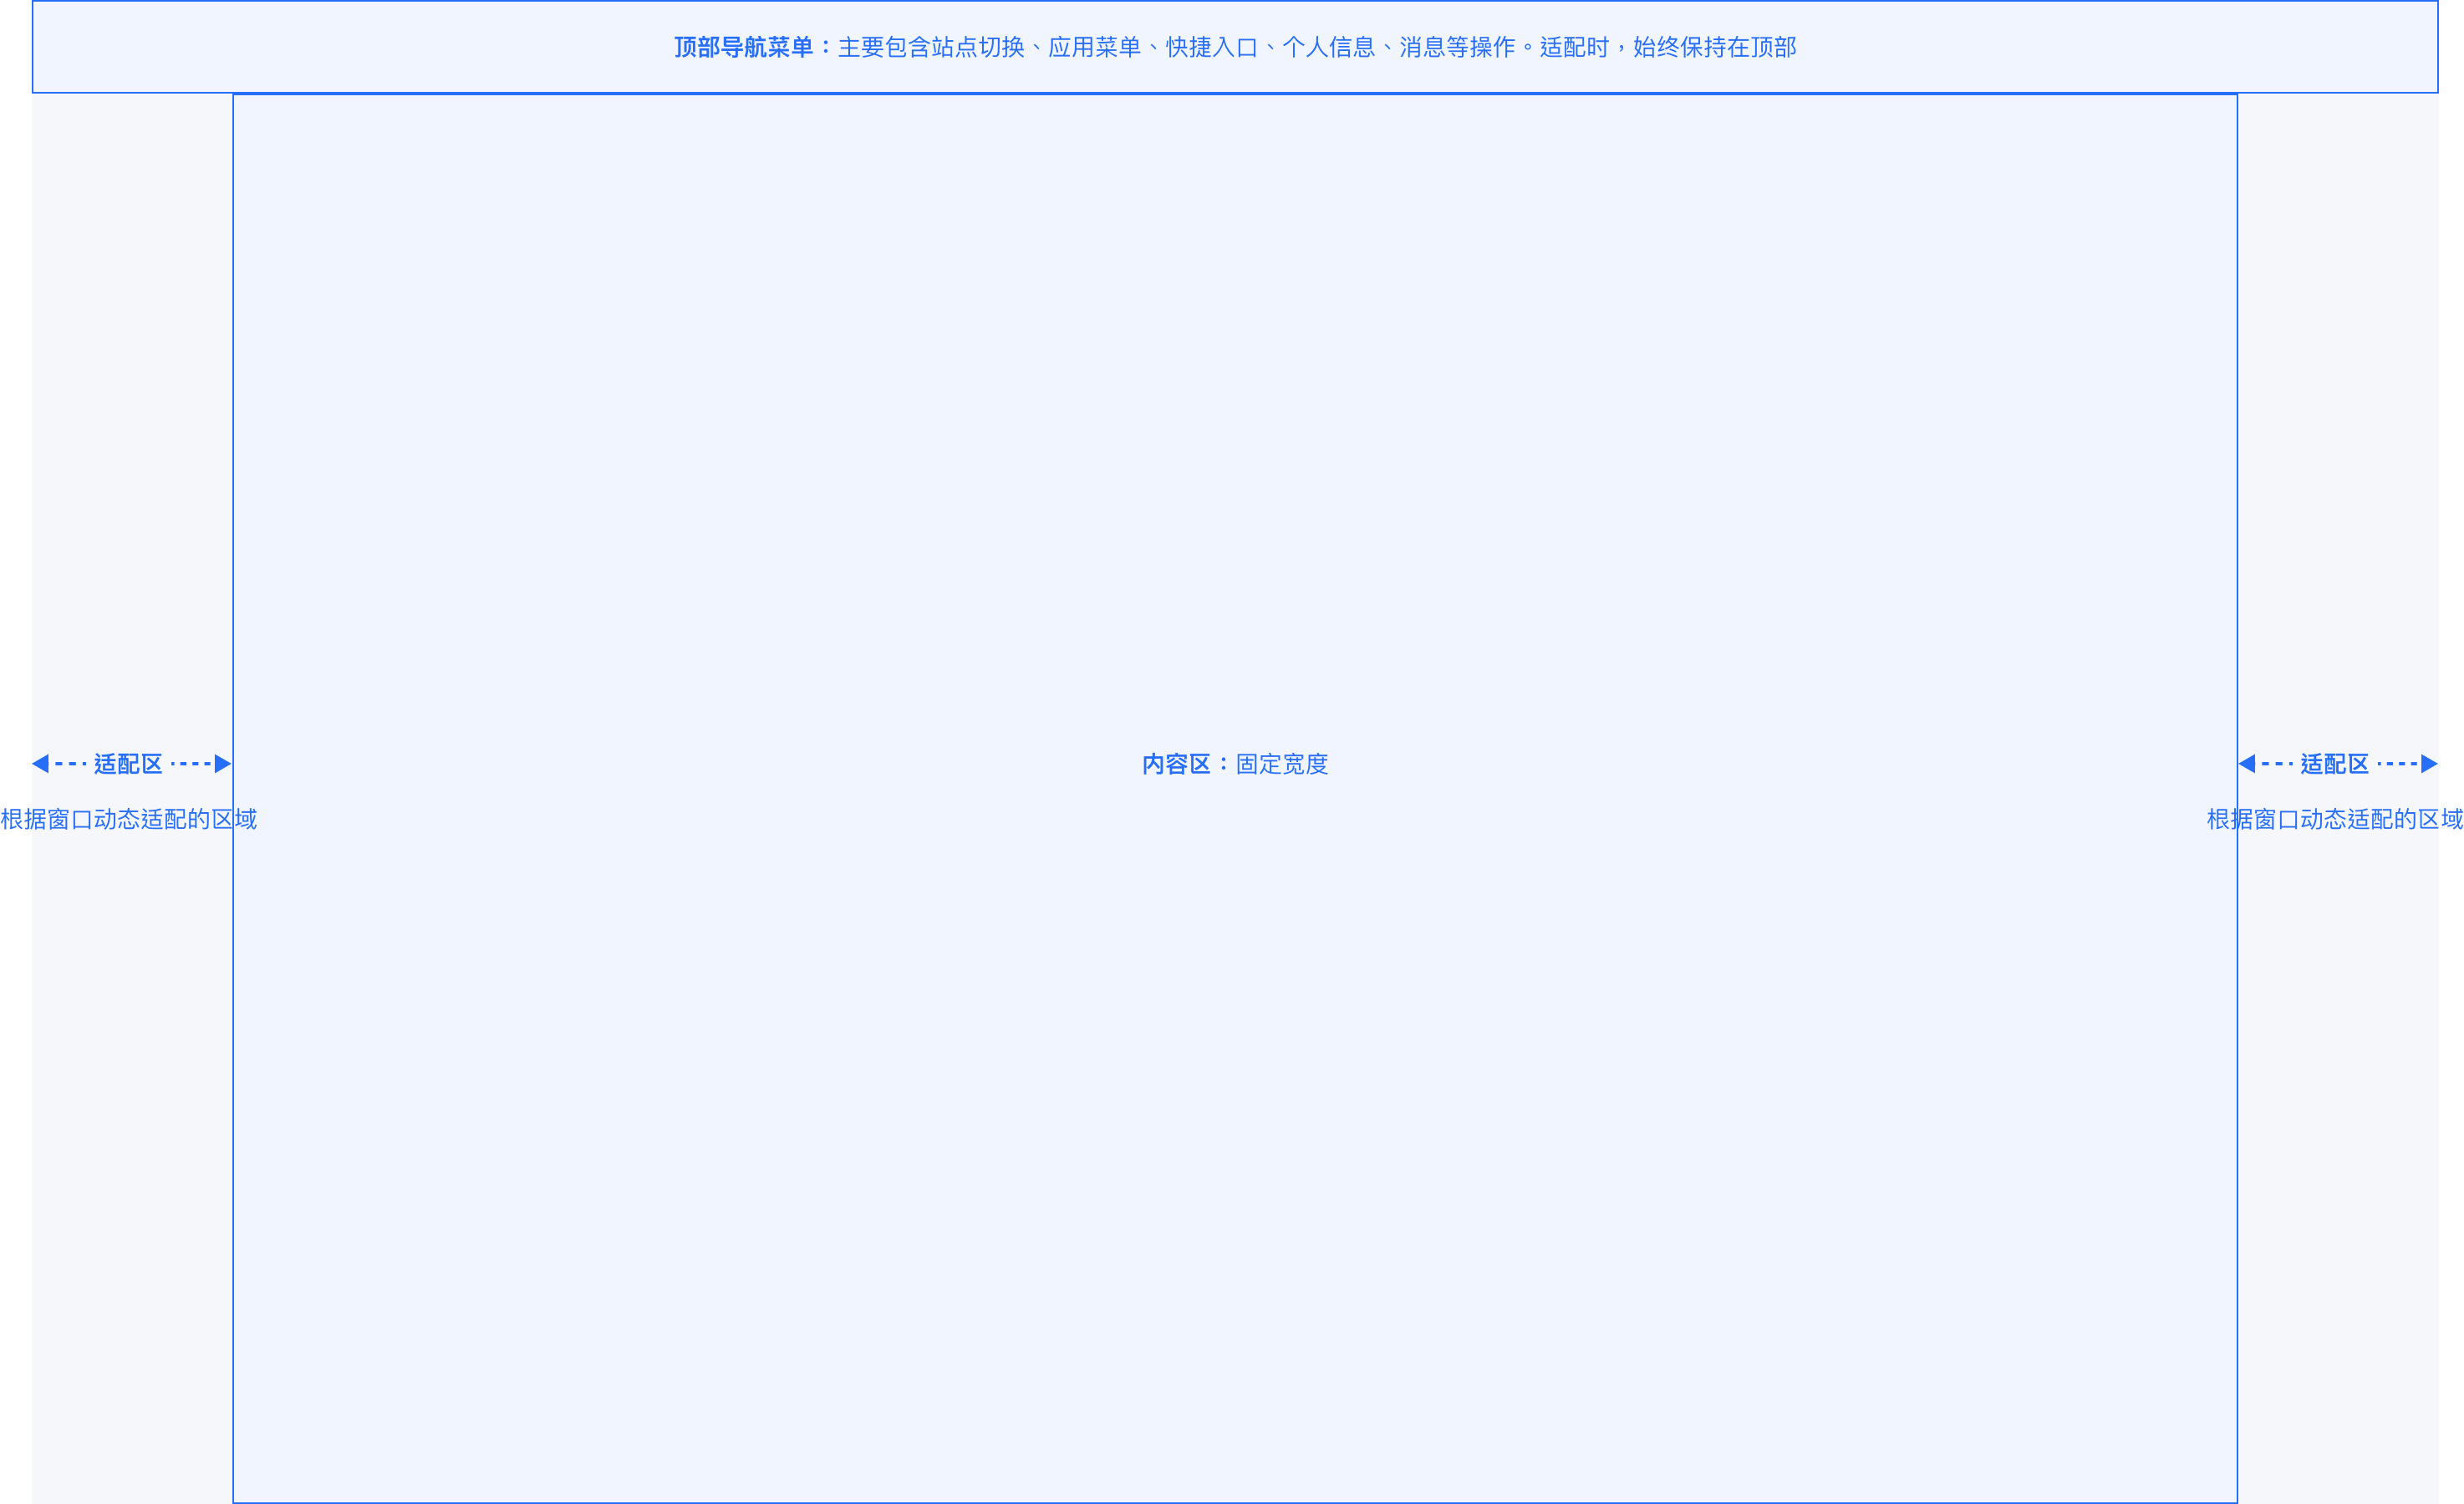 顶部导航菜单：主要包含站点切换、应用菜单、快捷入口、个人信息、消息等操作。适配时，始终保持在顶部
适配区
内容区：固定宽度
适配区
根据窗口动态适配的区域
根据窗口动态适配的区域